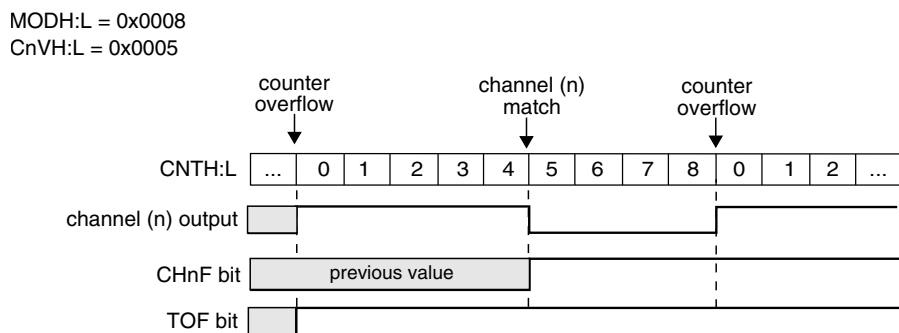 MODH:L = 0x0008
CnVH:L = 0x0005
counter overflow
channel (n) match
counter overflow
CNTH:L ... 0 1 2 3 4 5 6 7 8 0 1 2 ...
channel (n) output
CHnF bit previous value
TOF bit